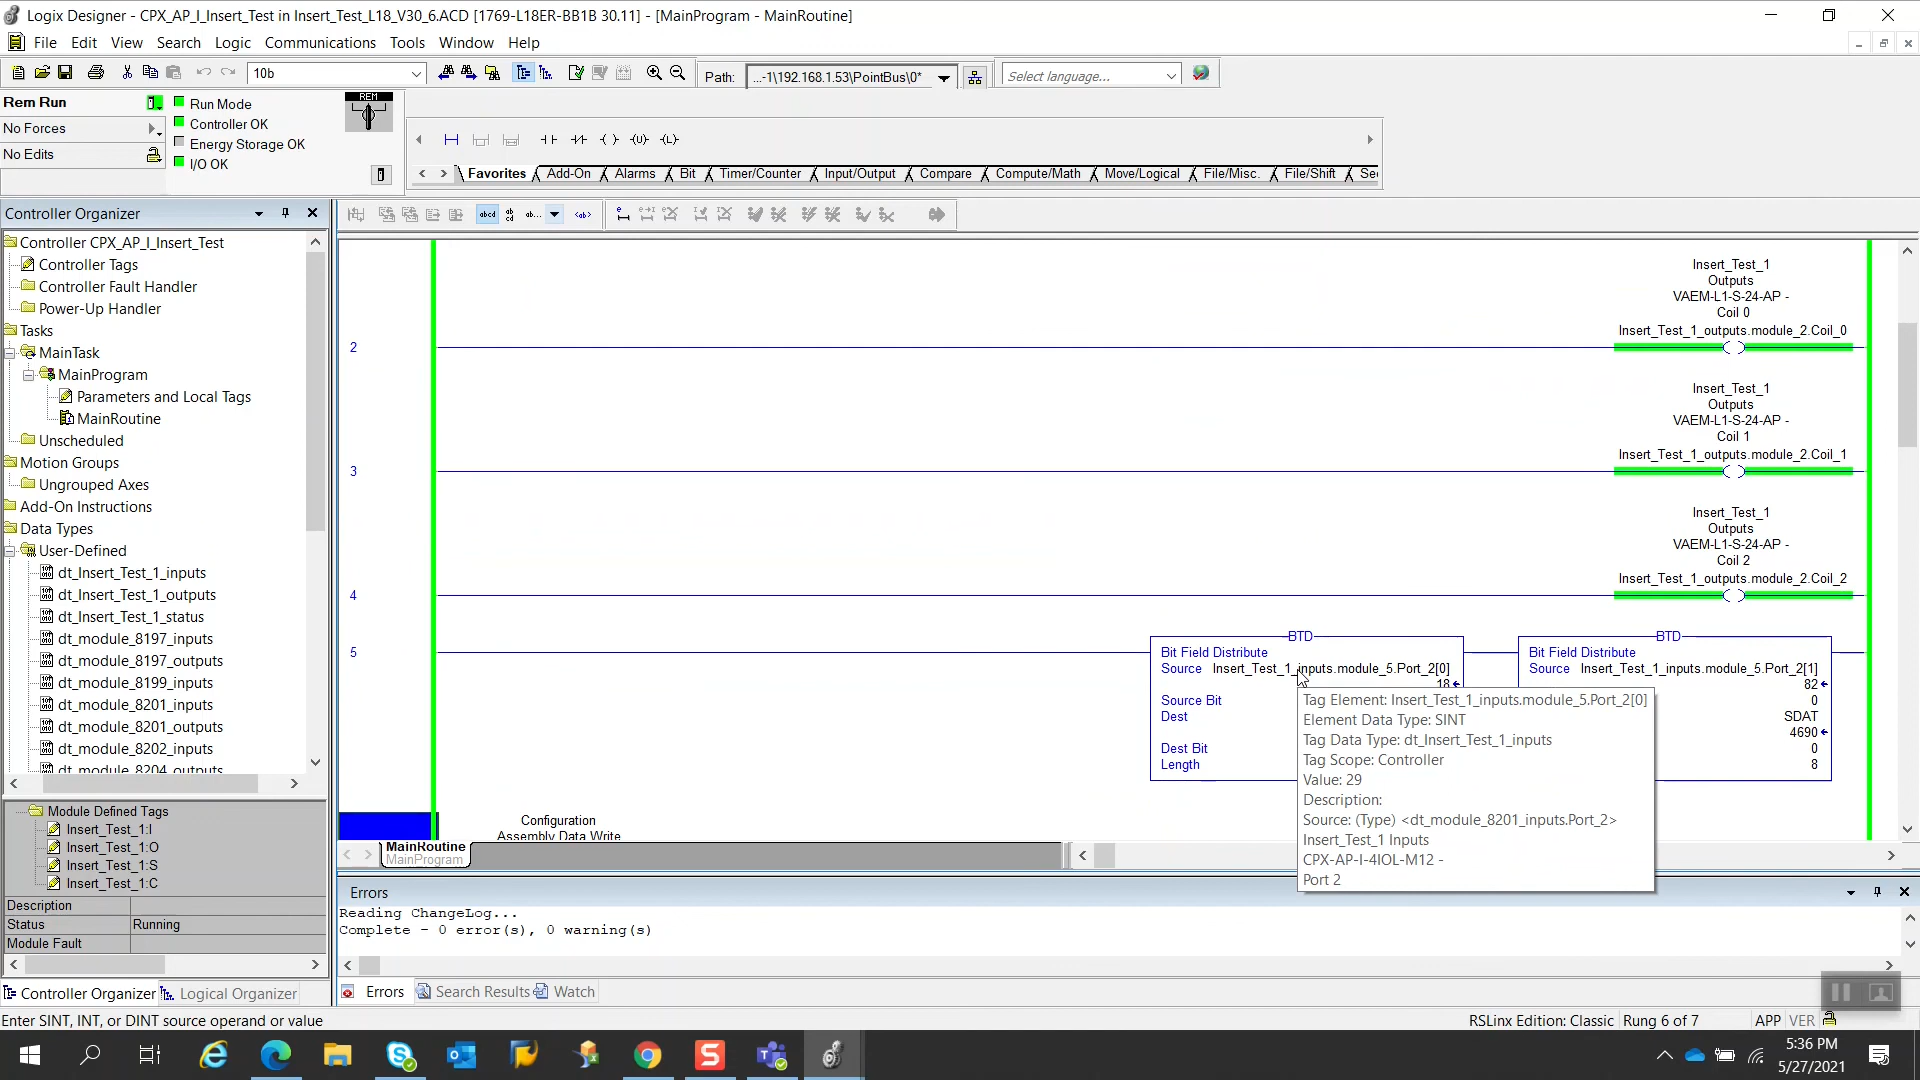 Logix Designer - CPX_AP_I_Insert_Test in Insert_Test_L18_V30_6.ACD [1769-L18ER-BB1B 30.11] - [MainProgram - MainRoutine]
File Edit View Search Logic Communications Tools Window Help
10b
Path: ...-1\192.168.1.53\PointBus\0*
Select language...
Rem Run
No Forces
No Edits
Run Mode
Controller OK
Energy Storage OK
I/O OK
REM
Favorites Add-On Alarms Bit Timer/Counter Input/Output Compare Compute/Math Move/Logical File/Misc. File/Shift Se
Controller Organizer
Controller CPX_AP_I_Insert_Test
Controller Tags
Controller Fault Handler
Power-Up Handler
Tasks
MainTask
MainProgram
Parameters and Local Tags
MainRoutine
Unscheduled
Motion Groups
Ungrouped Axes
Add-On Instructions
Data Types
User-Defined
dt_Insert_Test_1_inputs
dt_Insert_Test_1_outputs
dt_Insert_Test_1_status
dt_module_8197_inputs
dt_module_8197_outputs
dt_module_8199_inputs
dt_module_8201_inputs
dt_module_8201_outputs
dt_module_8202_inputs
dt_module_8204_outputs
Module Defined Tags
Insert_Test_1:I
Insert_Test_1:O
Insert_Test_1:S
Insert_Test_1:C
Description
Status Running
Module Fault
Controller Organizer Logical Organizer
Insert_Test_1
Outputs
VAEM-L1-S-24-AP -
Coil 0
Insert_Test_1_outputs.module_2.Coil_0
2
Insert_Test_1
Outputs
VAEM-L1-S-24-AP -
Coil 1
Insert_Test_1_outputs.module_2.Coil_1
3
Insert_Test_1
Outputs
VAEM-L1-S-24-AP -
Coil 2
Insert_Test_1_outputs.module_2.Coil_2
4
5
BTD
Bit Field Distribute
Source Insert_Test_1_inputs.module_5.Port_2[0]
18
Source Bit
Dest
Dest Bit
Length
BTD
Bit Field Distribute
Source Insert_Test_1_inputs.module_5.Port_2[1]
82
0
SDAT
4690
0
8
Tag Element: Insert_Test_1_inputs.module_5.Port_2[0]
Element Data Type: SINT
Tag Data Type: dt_Insert_Test_1_inputs
Tag Scope: Controller
Value: 29
Description:
Source: (Type) <dt_module_8201_inputs.Port_2>
Insert_Test_1 Inputs
CPX-AP-I-4IOL-M12 -
Port 2
Configuration
Assembly Data Write
MainRoutine
MainProgram
Errors
Reading ChangeLog...
Complete - 0 error(s), 0 warning(s)
Errors Search Results Watch
Enter SINT, INT, or DINT source operand or value
RSLinx Edition: Classic Rung 6 of 7 APP VER
5:36 PM
5/27/2021